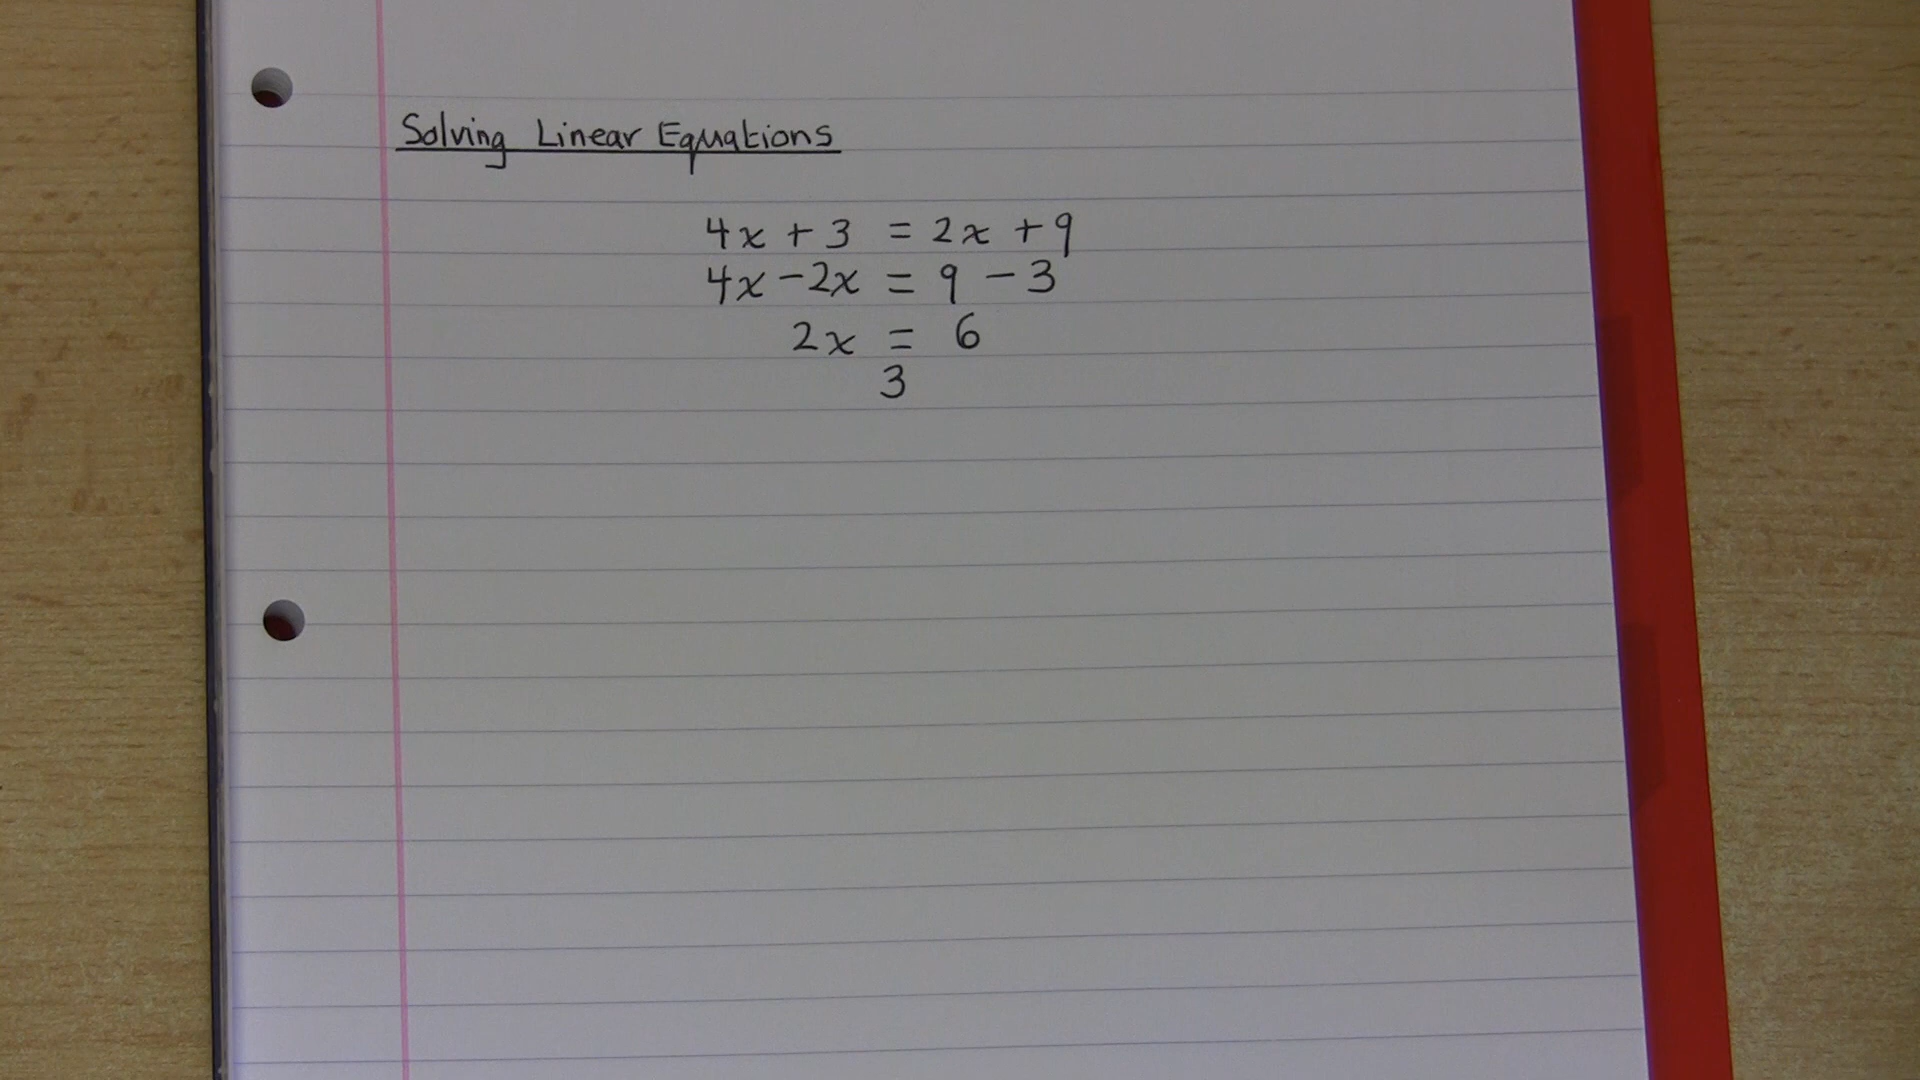 Solving Linear Equations
4x + 3 = 2x + 9
4x - 2x = 9 - 3
2x = 6
3